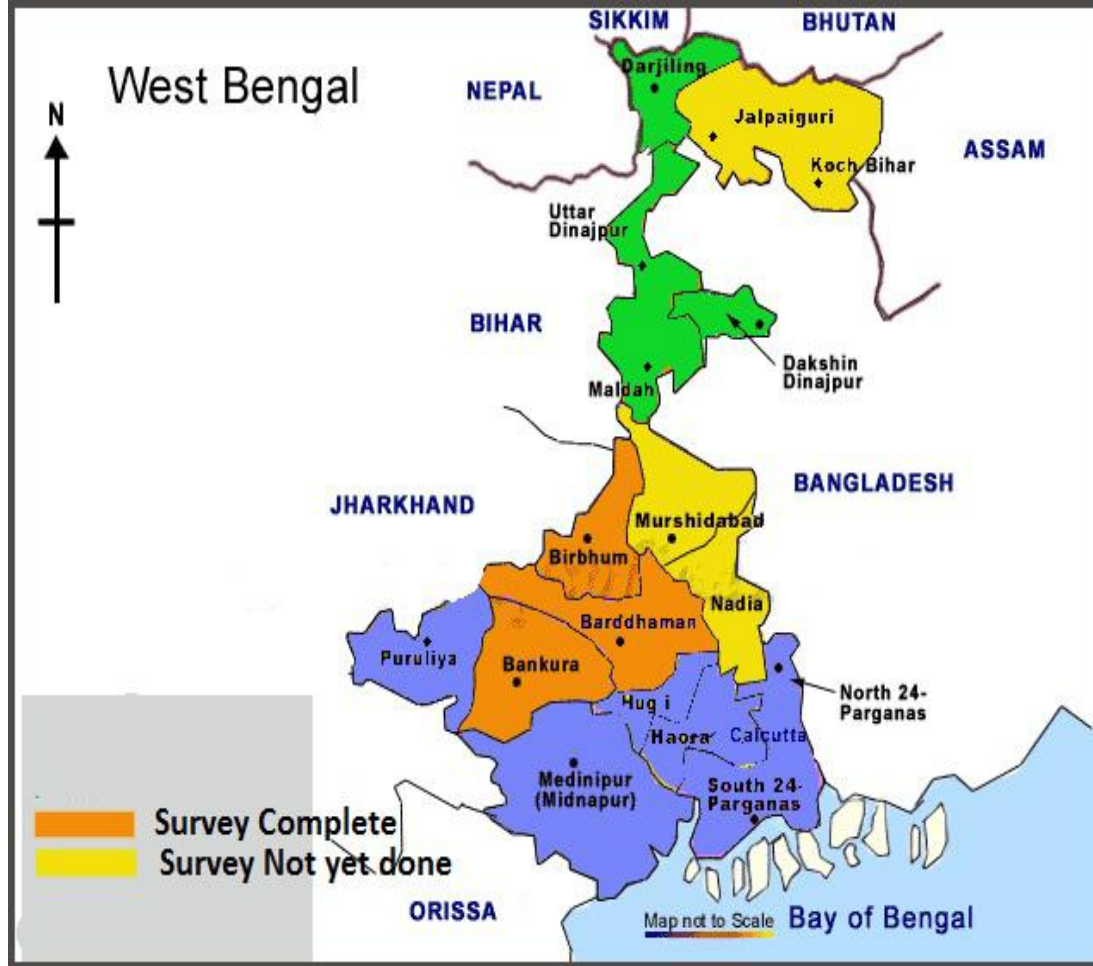 SIKKIM
BHUTAN
West Bengal
Darjiling
NEPAL
N
Jalpaiguri
ASSAM
Koch Bihar
Uttar
Dinajpur
BIHAR
Dakshin
Dinajpur
Maldah
BANGLADESH
JHARKHAND
Murshidabad
Birbhum
Nadia
Barddhaman
Puruliya
Bankura
North 24-
Parganas
Hug i
Haora
Calcutta
Medinipur
(Midnapur)
South 24-
Parganas
Survey Complete
Survey Not yet done
ORISSA
Map not to Scale
Bay of Bengal